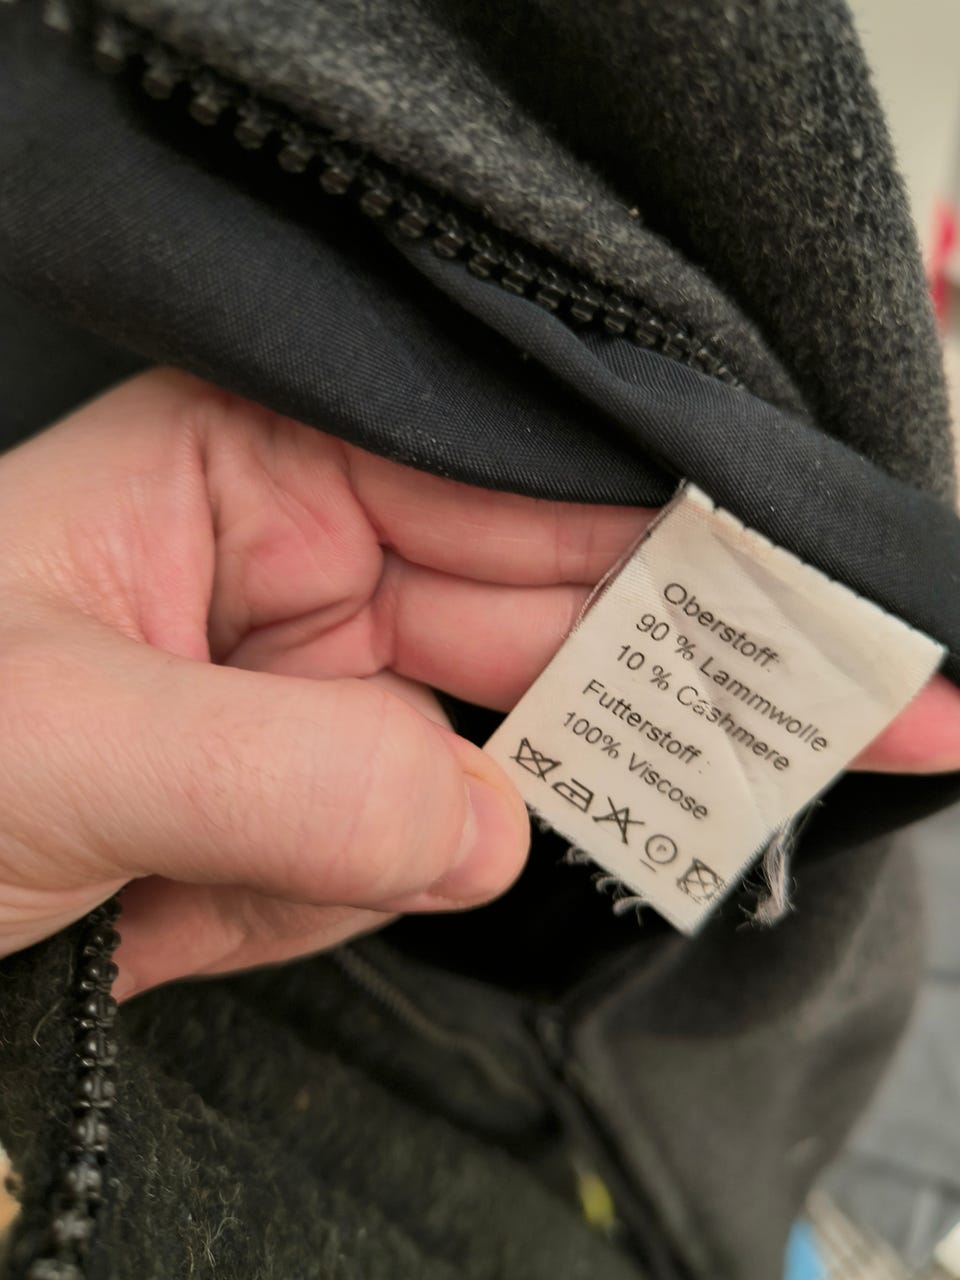 Oberstoff:
90 % Lammwolle
10 % Cashmere
Futterstoff:
100% Viscose
P